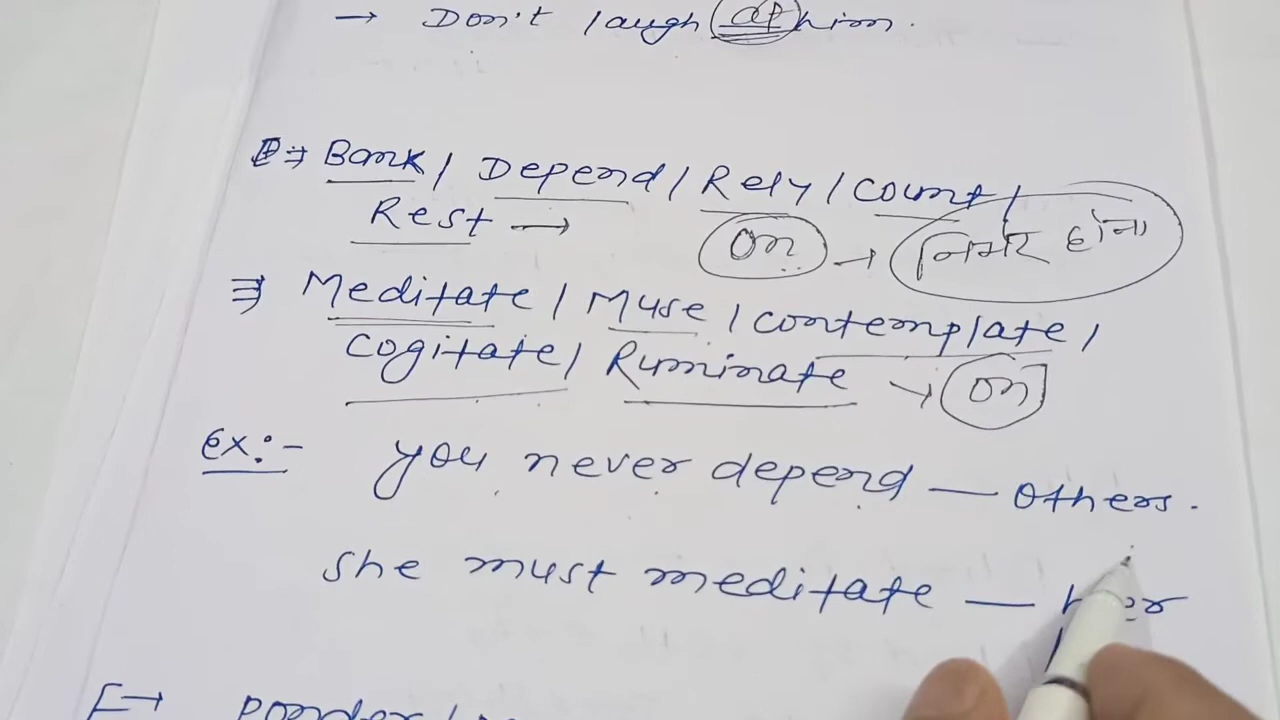 → Don't laugh at him.
⇒ Bank / Depend / Rely / Count /
Rest → on → निर्भर होना
⇒ Meditate / Muse / contemplate /
Cogitate / Ruminate → on
ex:- you never depend — others.
She must meditate — her